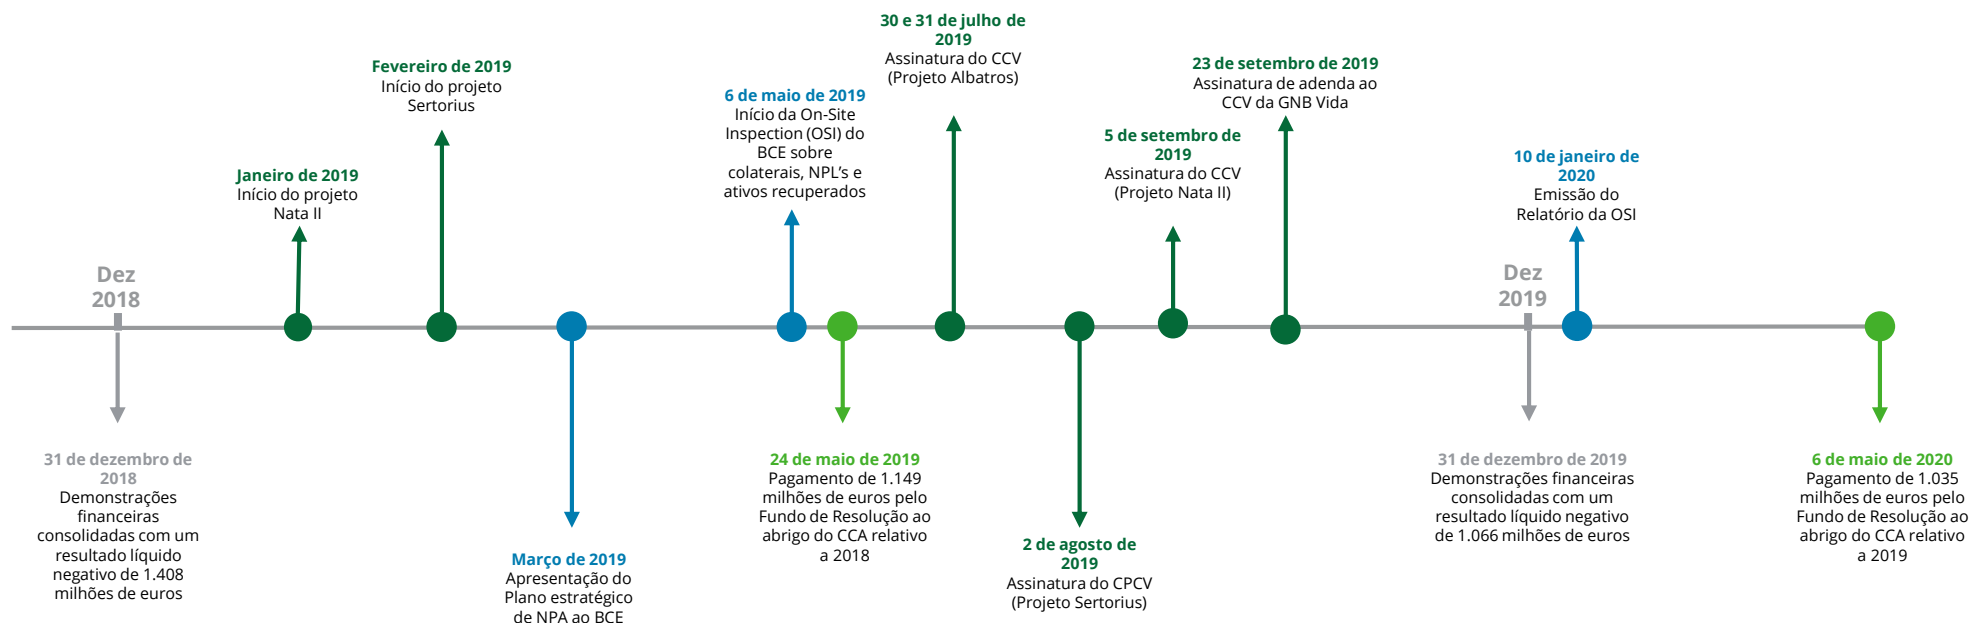 30 e 31 de julho de
2019
Assinatura do CCV
(Projeto Albatros)
Fevereiro de 2019
Início do projeto
Sertorius
23 de setembro de 2019
Assinatura de adenda ao
CCV da GNB Vida
6 de maio de 2019
Início da On-Site
Inspection (OSI) do
BCE sobre
colaterais, NPL’s e
ativos recuperados
5 de setembro de
2019
Assinatura do CCV
(Projeto Nata II)
10 de janeiro de
2020
Emissão do
Relatório da OSI
Janeiro de 2019
Início do projeto
Nata II
Dez
2018
Dez
2019
31 de dezembro de
2018
Demonstrações
financeiras
consolidadas com um
resultado líquido
negativo de 1.408
milhões de euros
Março de 2019
Apresentação do
Plano estratégico
de NPA ao BCE
24 de maio de 2019
Pagamento de 1.149
milhões de euros pelo
Fundo de Resolução ao
abrigo do CCA relativo
a 2018
2 de agosto de
2019
Assinatura do CPCV
(Projeto Sertorius)
31 de dezembro de 2019
Demonstrações financeiras
consolidadas com um
resultado líquido negativo
de 1.066 milhões de euros
6 de maio de 2020
Pagamento de 1.035
milhões de euros pelo
Fundo de Resolução ao
abrigo do CCA relativo
a 2019